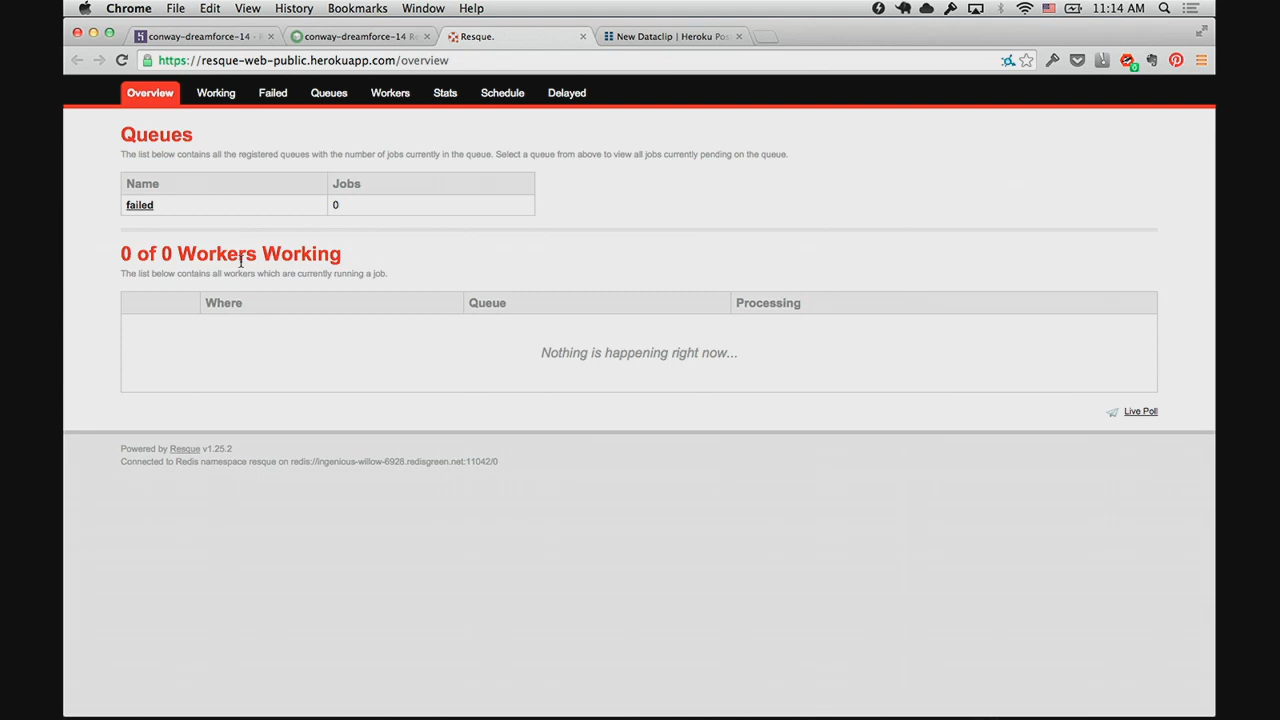 Chrome File Edit View History Bookmarks Window Help 11:14 AM
conway-dreamforce-14 conway-dreamforce-14 Resque. New Dataclip | Heroku
https://resque-web-public.herokuapp.com/overview
Overview Working Failed Queues Workers Stats Schedule Delayed
Queues
The list below contains all the registered queues with the number of jobs currently in the queue. Select a queue from above to view all jobs currently pending on the queue.
Name Jobs
failed 0
0 of 0 Workers Working
The list below contains all workers which are currently running a job.
Where Queue Processing
Nothing is happening right now...
Live Poll
Powered by Resque v1.25.2
Connected to Redis namespace resque on redis://ingenious-willow-6928.redisgreen.net:11042/0